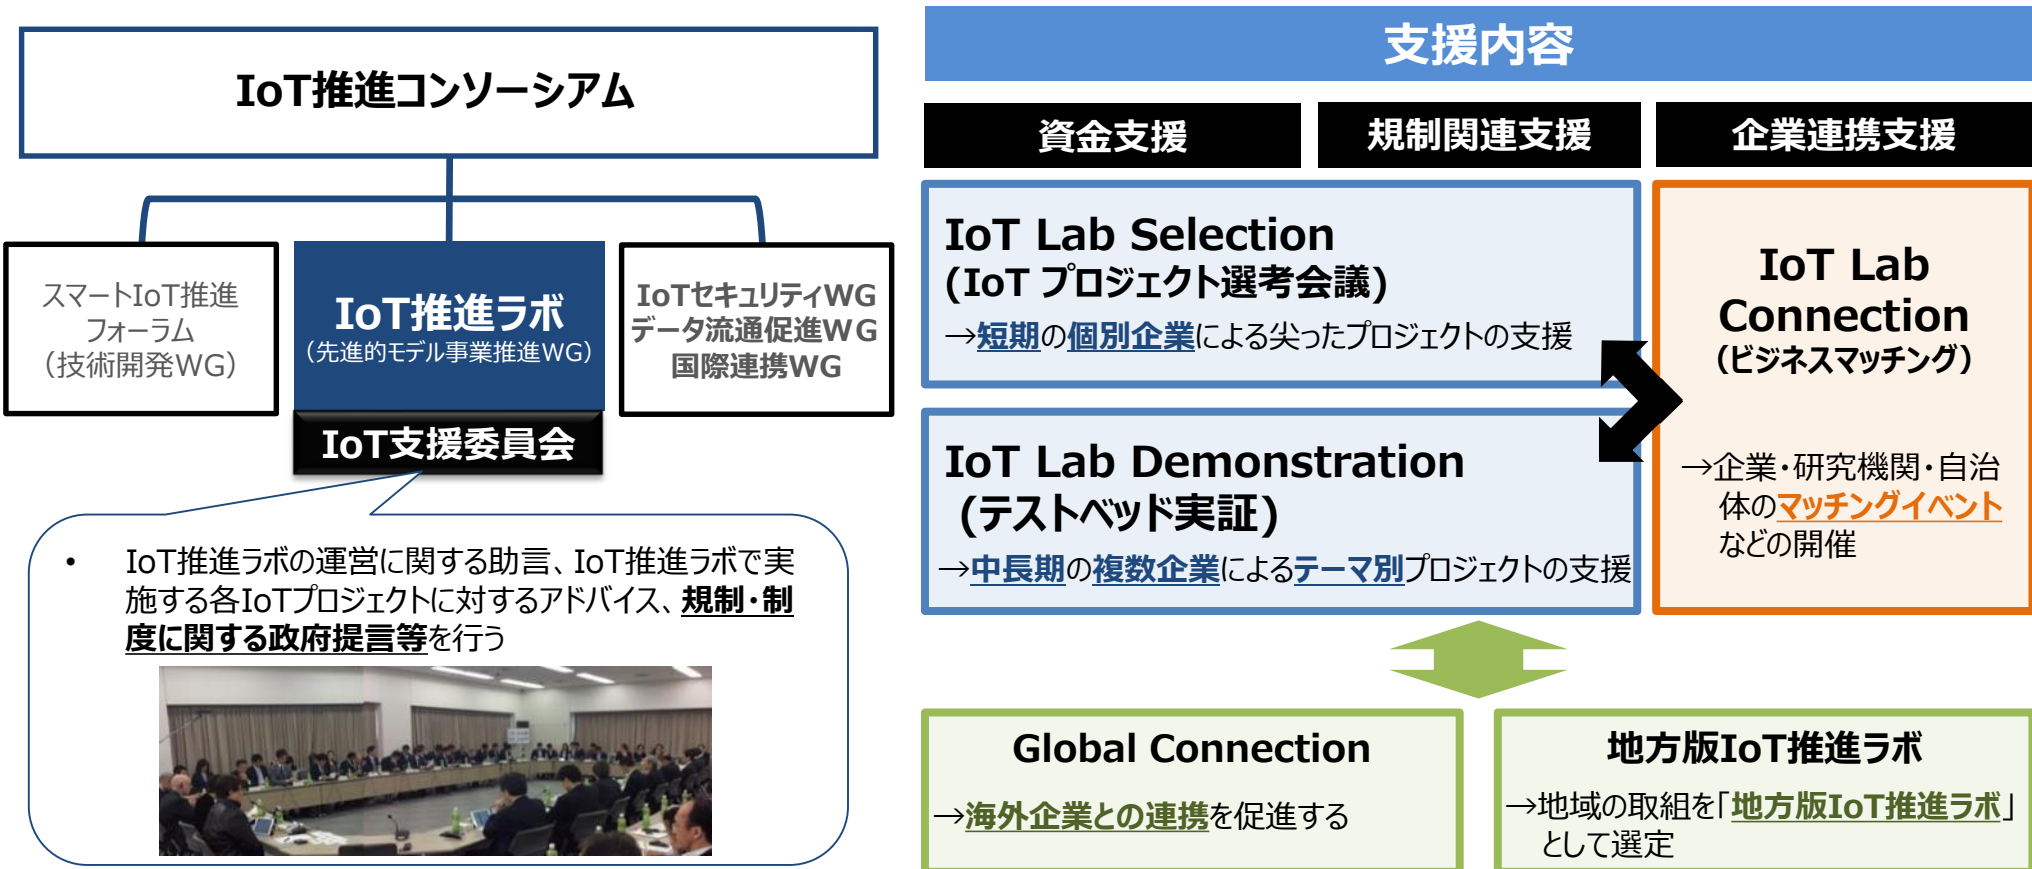 IoT推進コンソーシアム
スマートIoT推進
フォーラム
(技術開発WG)
IoT推進ラボ
(先進的モデル事業推進WG)
IoTセキュリティWG
データ流通促進WG
国際連携WG
IoT支援委員会
• IoT推進ラボの運営に関する助言、IoT推進ラボで実
施する各IoTプロジェクトに対するアドバイス、規制・制
度に関する政府提言等を行う
支援内容
資金支援
規制関連支援
企業連携支援
IoT Lab Selection
(IoT プロジェクト選考会議)
→短期の個別企業による尖ったプロジェクトの支援
IoT Lab Demonstration
(テストベッド実証)
→中長期の複数企業によるテーマ別プロジェクトの支援
IoT Lab
Connection
(ビジネスマッチング)
→企業・研究機関・自治
体のマッチングイベント
などの開催
Global Connection
→海外企業との連携を促進する
地方版IoT推進ラボ
→地域の取組を「地方版IoT推進ラボ」
として選定